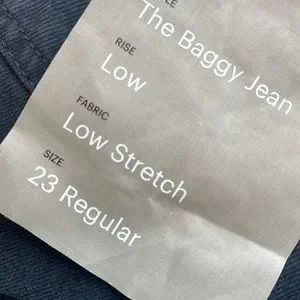 The Baggy Jean
RISE
Low
FABRIC
Low Stretch
SIZE
23 Regular